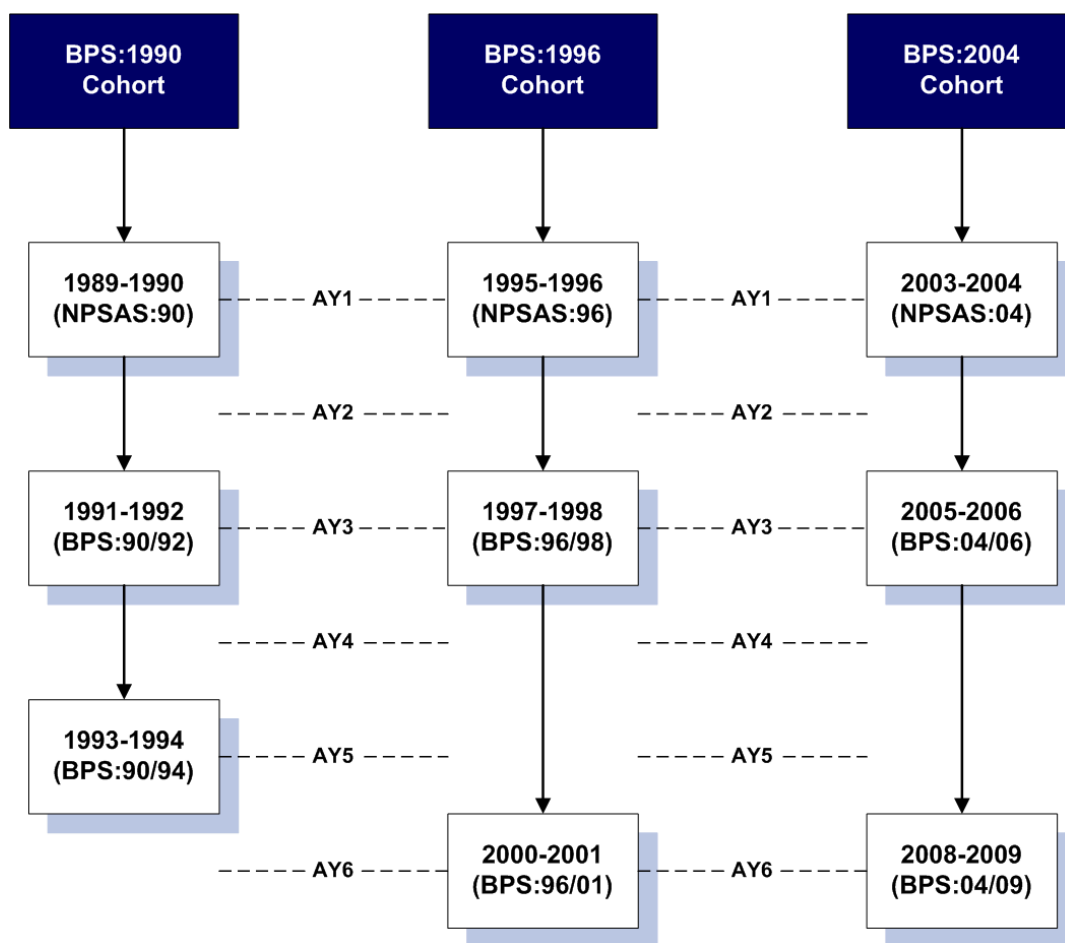 BPS:1990
Cohort
BPS:1996
Cohort
BPS:2004
Cohort
1989-1990
(NPSAS:90)
AY1
1995-1996
(NPSAS:96)
AY1
2003-2004
(NPSAS:04)
AY2
AY2
1991-1992
(BPS:90/92)
AY3
1997-1998
(BPS:96/98)
AY3
2005-2006
(BPS:04/06)
AY4
AY4
1993-1994
(BPS:90/94)
AY5
AY5
AY6
2000-2001
(BPS:96/01)
AY6
2008-2009
(BPS:04/09)